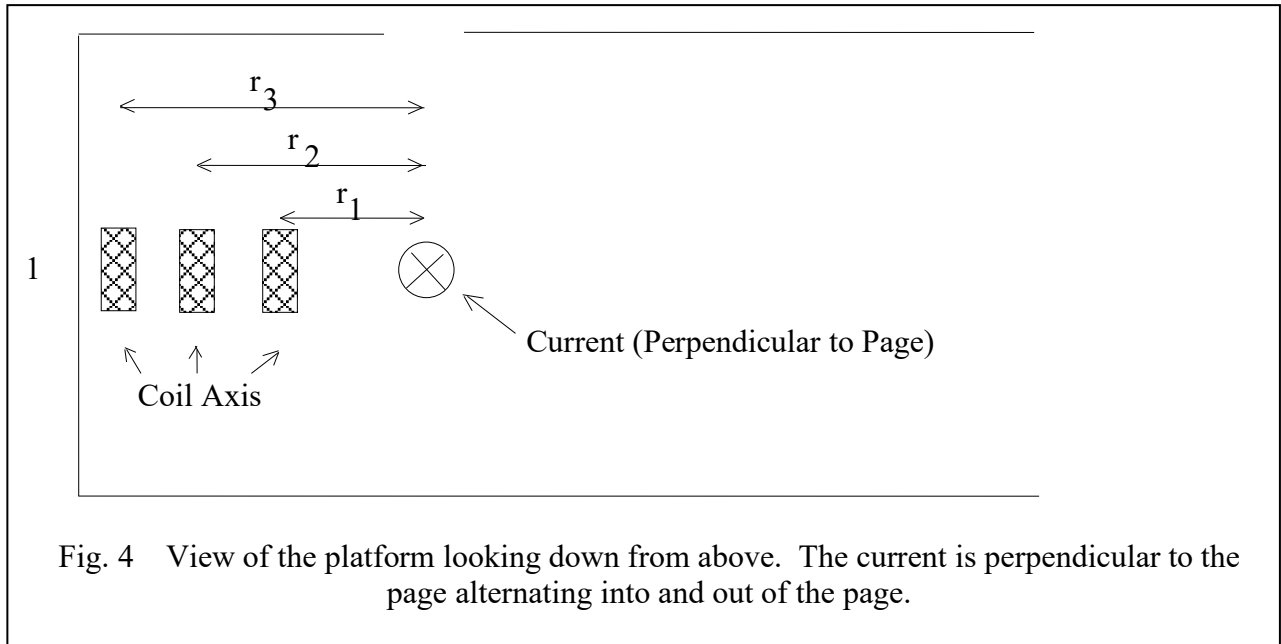 r3
r2
r1
1
Current (Perpendicular to Page)
Coil Axis
Fig. 4 View of the platform looking down from above. The current is perpendicular to the
page alternating into and out of the page.